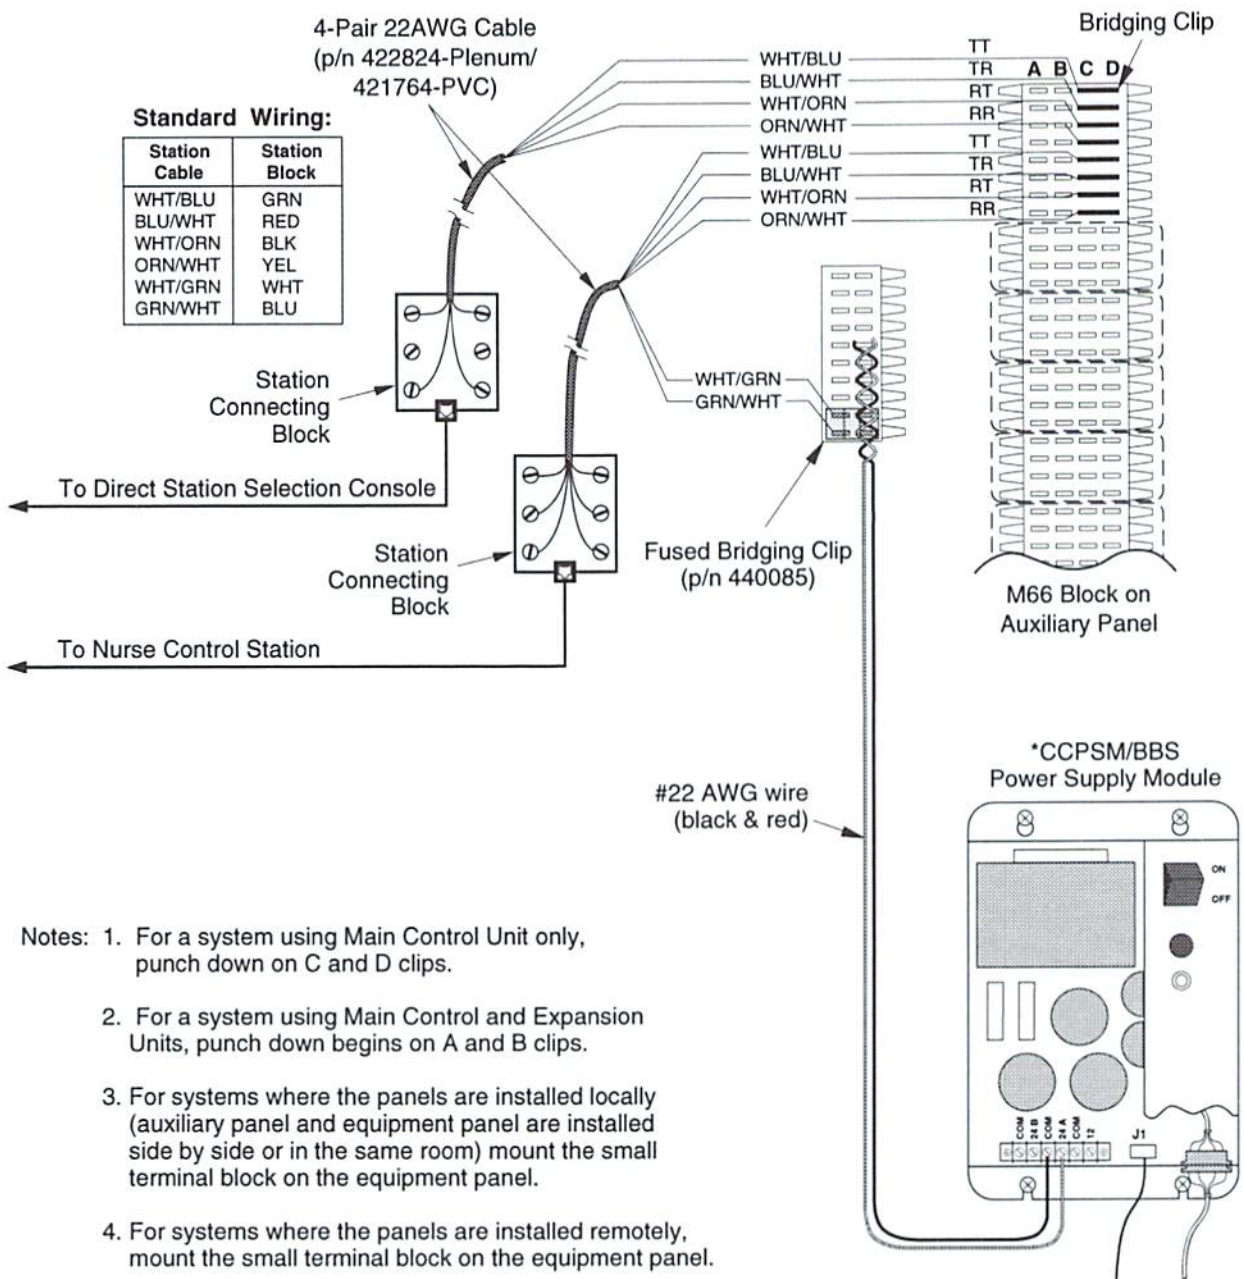 4-Pair 22AWG Cable
(p/n 422824-Plenum/
421764-PVC)
Bridging Clip
Standard Wiring:
Station Cable Station Block
WHT/BLU GRN
BLU/WHT RED
WHT/ORN BLK
ORN/WHT YEL
WHT/GRN WHT
GRN/WHT BLU
A B C D
WHT/BLU TT
BLU/WHT TR
WHT/ORN RT
ORN/WHT RR
WHT/BLU TT
BLU/WHT TR
WHT/ORN RT
ORN/WHT RR
WHT/GRN
GRN/WHT
Station
Connecting
Block
To Direct Station Selection Console
Station
Connecting
Block
To Nurse Control Station
Fused Bridging Clip
(p/n 440085)
M66 Block on
Auxiliary Panel
#22 AWG wire
(black & red)
*CCPSM/BBS
Power Supply Module
ON
OFF
COM
24 B
COM
24 A
COM
12
J1
Notes: 1. For a system using Main Control Unit only,
punch down on C and D clips.
2. For a system using Main Control and Expansion
Units, punch down begins on A and B clips.
3. For systems where the panels are installed locally
(auxiliary panel and equipment panel are installed
side by side or in the same room) mount the small
terminal block on the equipment panel.
4. For systems where the panels are installed remotely,
mount the small terminal block on the equipment panel.